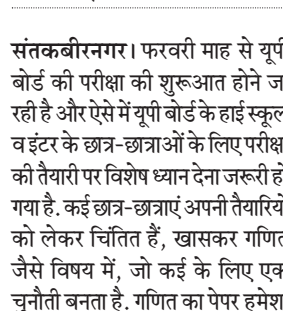 संतकबीरनगर। फरवरी माह से यूपी
बोर्ड की परीक्षा की शुरूआत होने ज
रही है और ऐसे में यूपी बोर्ड के हाई स्कूल
व इंटर के छात्र-छात्राओं के लिए परीक्ष
की तैयारी पर विशेष ध्यान देना जरूरी हो
गया है. कई छात्र-छात्राएं अपनी तैयारियों
को लेकर चिंतित हैं, खासकर गणित
जैसे विषय में, जो कई के लिए एक
चुनौती बनता है. गणित का पेपर हमेश